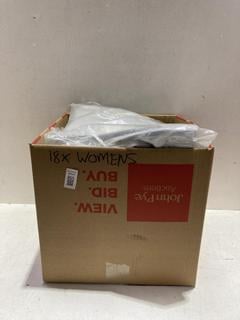 18x WOMENS
VIEW.
BID.
BUY.
John Pye
Auctions